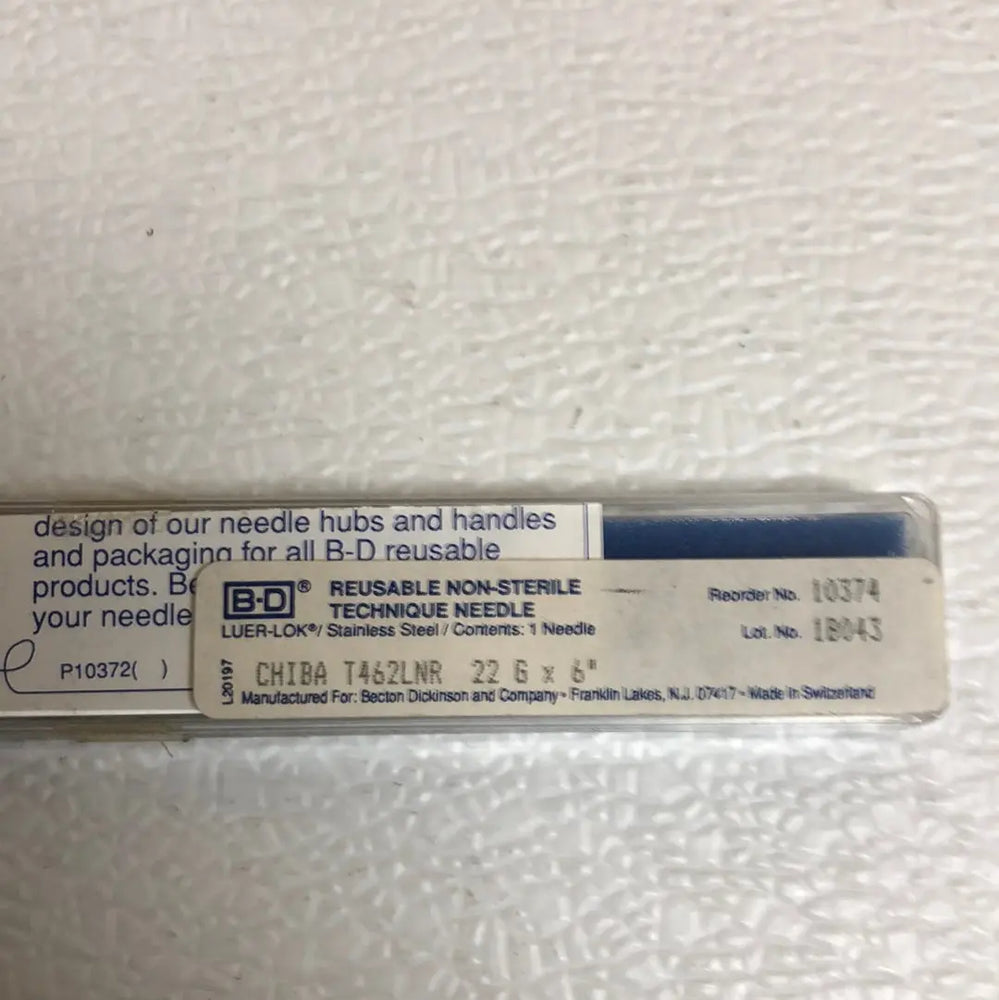 design of our needle hubs and handles
and packaging for all B-D reusable
products. Be
your needle
P10372( )
B-D® REUSABLE NON-STERILE
TECHNIQUE NEEDLE
LUER-LOK®/ Stainless Steel / Contents: 1 Needle
Reorder No. 10374
Lot. No. 1B043
L20197
CHIBA T462LNR 22 G x 6"
Manufactured For: Becton Dickinson and Company - Franklin Lakes, N.J. 07417 - Made in Switzerland